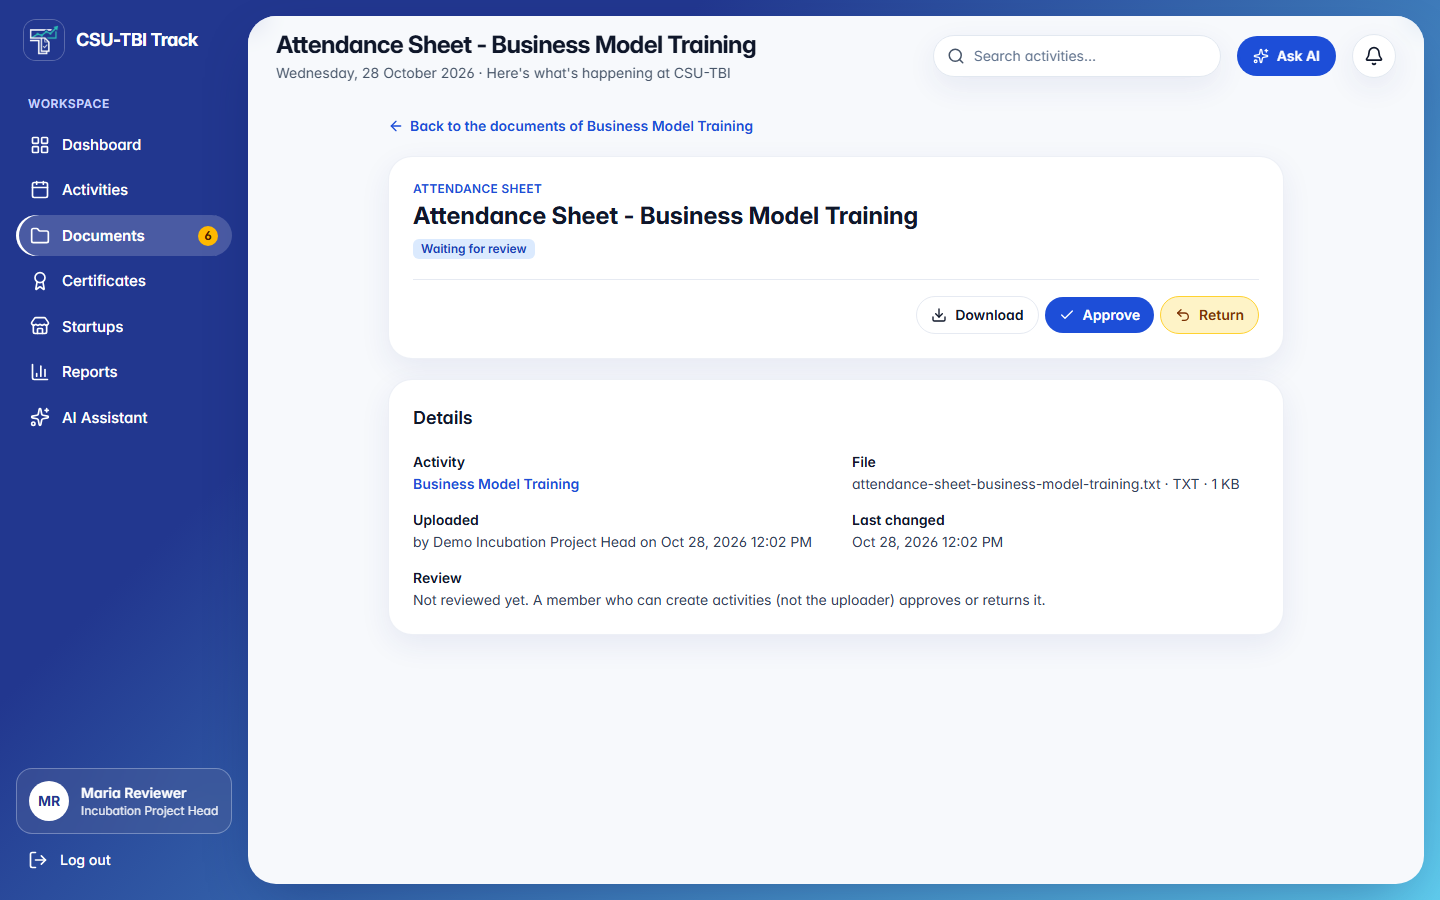 CSU-TBI Track
WORKSPACE
Dashboard
Activities
Documents
6
Certificates
Startups
Reports
AI Assistant
MR
Maria Reviewer
Incubation Project Head
Log out
Attendance Sheet - Business Model Training
Wednesday, 28 October 2026 · Here's what's happening at CSU-TBI
Search activities...
Ask AI
Back to the documents of Business Model Training
ATTENDANCE SHEET
Attendance Sheet - Business Model Training
Waiting for review
Download
Approve
Return
Details
Activity
Business Model Training
File
attendance-sheet-business-model-training.txt · TXT · 1 KB
Uploaded
by Demo Incubation Project Head on Oct 28, 2026 12:02 PM
Last changed
Oct 28, 2026 12:02 PM
Review
Not reviewed yet. A member who can create activities (not the uploader) approves or returns it.